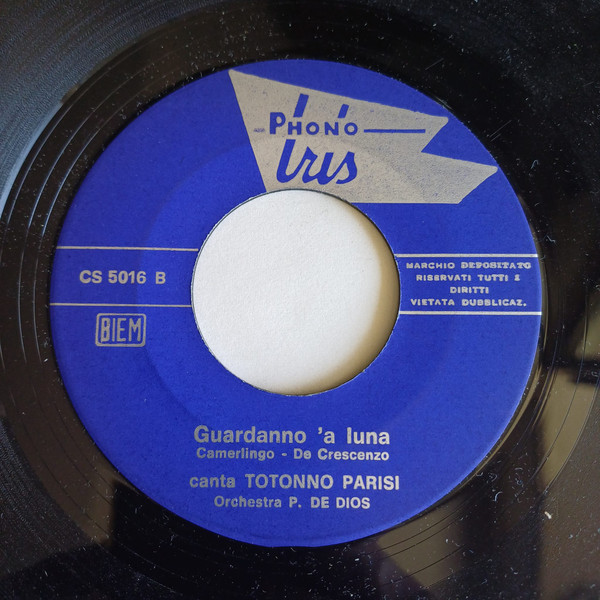 PHONO
Iris
CS 5016 B
BIEM
MARCHIO DEPOSITATO
RISERVATI TUTTI I
DIRITTI
VIETATA DUBBLICAZ.
Guardanno 'a luna
Camerlingo - De Crescenzo
canta TOTONNO PARISI
Orchestra P. DE DIOS